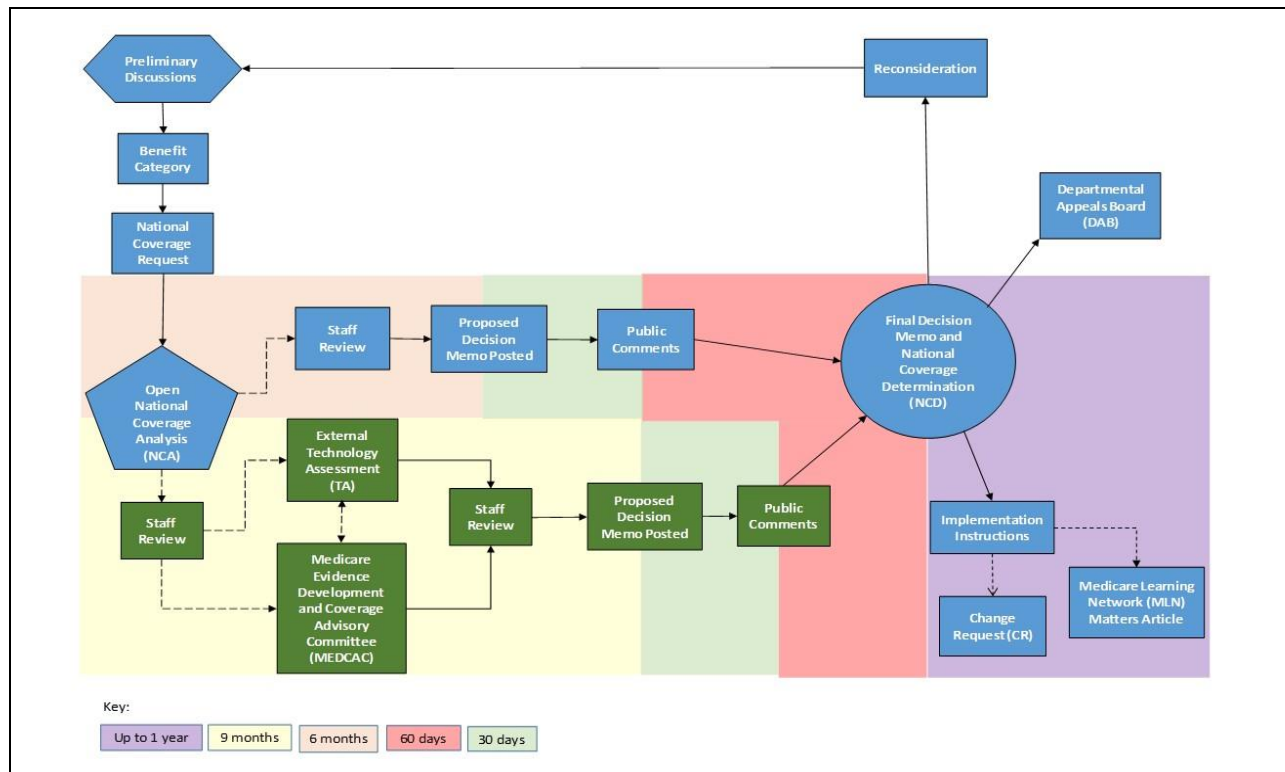 Preliminary
Discussions
Reconsideration
Benefit
Category
Departmental
Appeals Board
(DAB)
National
Coverage
Request
Staff
Review
Proposed
Decision
Memo Posted
Public
Comments
Final Decision
Memo and
National
Coverage
Determination
(NCD)
Open
National
Coverage
Analysis
(NCA)
External
Technology
Assessment
(TA)
Staff
Review
Staff
Review
Proposed
Decision
Memo Posted
Public
Comments
Implementation
Instructions
Medicare
Evidence
Development
and Coverage
Advisory
Committee
(MEDCAC)
Change
Request (CR)
Medicare Learning
Network (MLN)
Matters Article
Key:
Up to 1 year
9 months
6 months
60 days
30 days